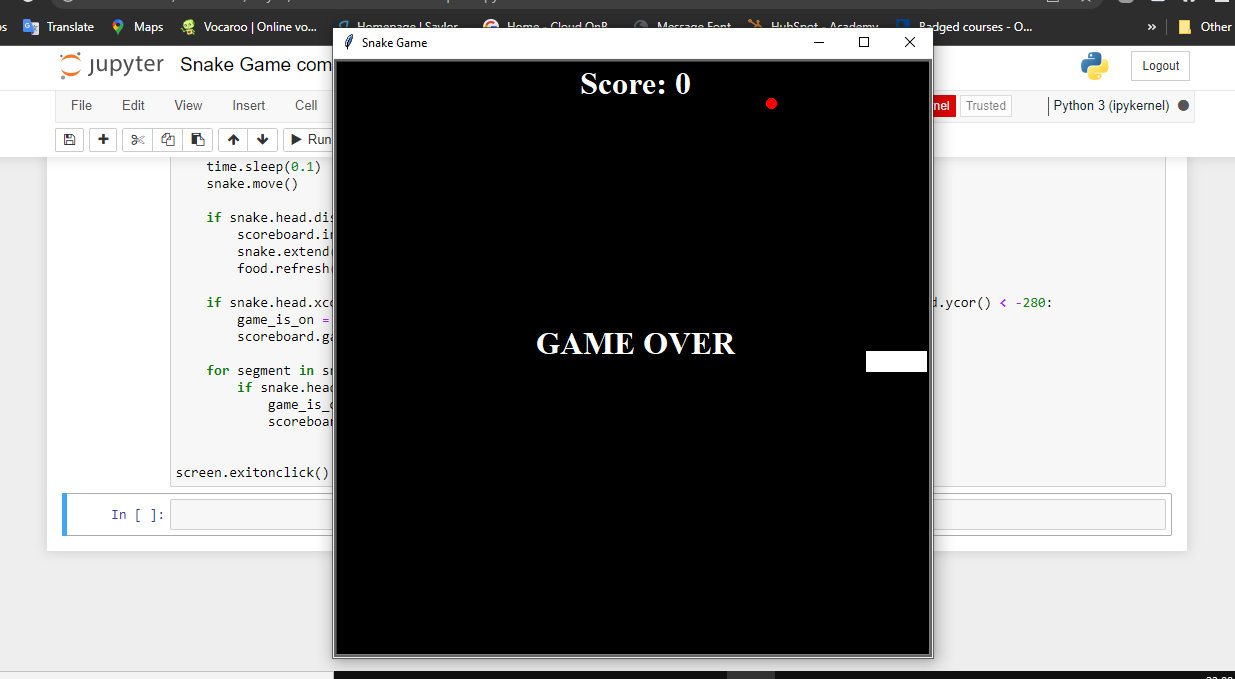 Translate Maps Vocaroo | Online vo... Homepage | Saylor Home - Cloud OnB Message Font HubSpot - Academy Badged courses - O... » Other
Snake Game
jupyter Snake Game com
Logout
Score: 0
File Edit View Insert Cell
Trusted Python 3 (ipykernel)
Run
time.sleep(0.1)
snake.move()
if snake.head.dis
scoreboard.in
snake.extend(
food.refresh(
if snake.head.xco d.ycor() < -280:
game_is_on =
scoreboard.ga
GAME OVER
for segment in sn
if snake.head
game_is_o
scoreboar
screen.exitonclick()
In [ ]: